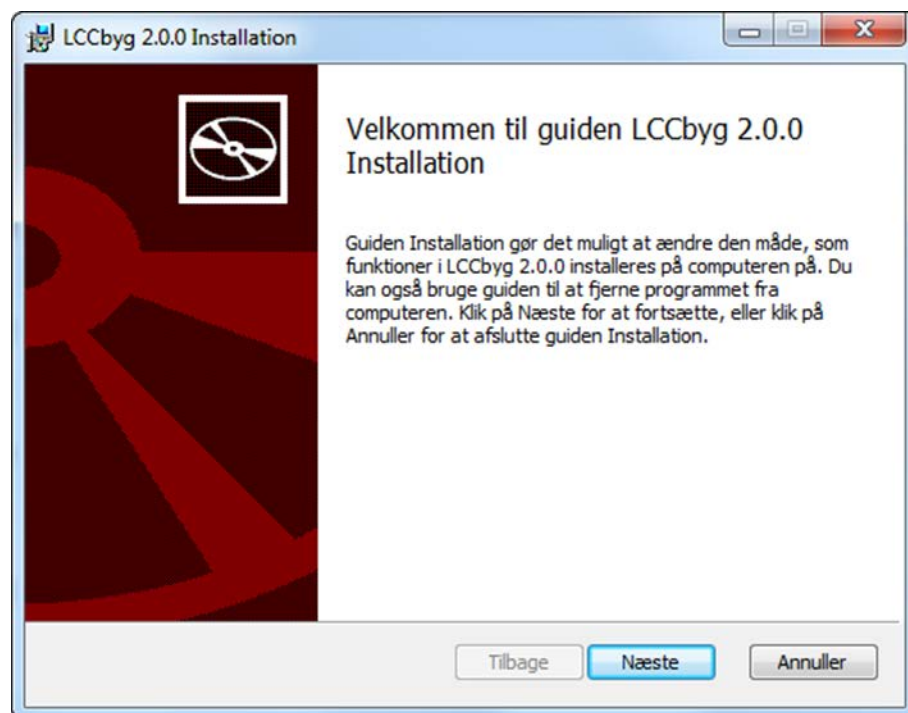 LCCbyg 2.0.0 Installation
Velkommen til guiden LCCbyg 2.0.0
Installation
Guiden Installation gør det muligt at ændre den måde, som
funktioner i LCCbyg 2.0.0 installeres på computeren på. Du
kan også bruge guiden til at fjerne programmet fra
computeren. Klik på Næste for at fortsætte, eller klik på
Annuller for at afslutte guiden Installation.
Tilbage Næste Annuller